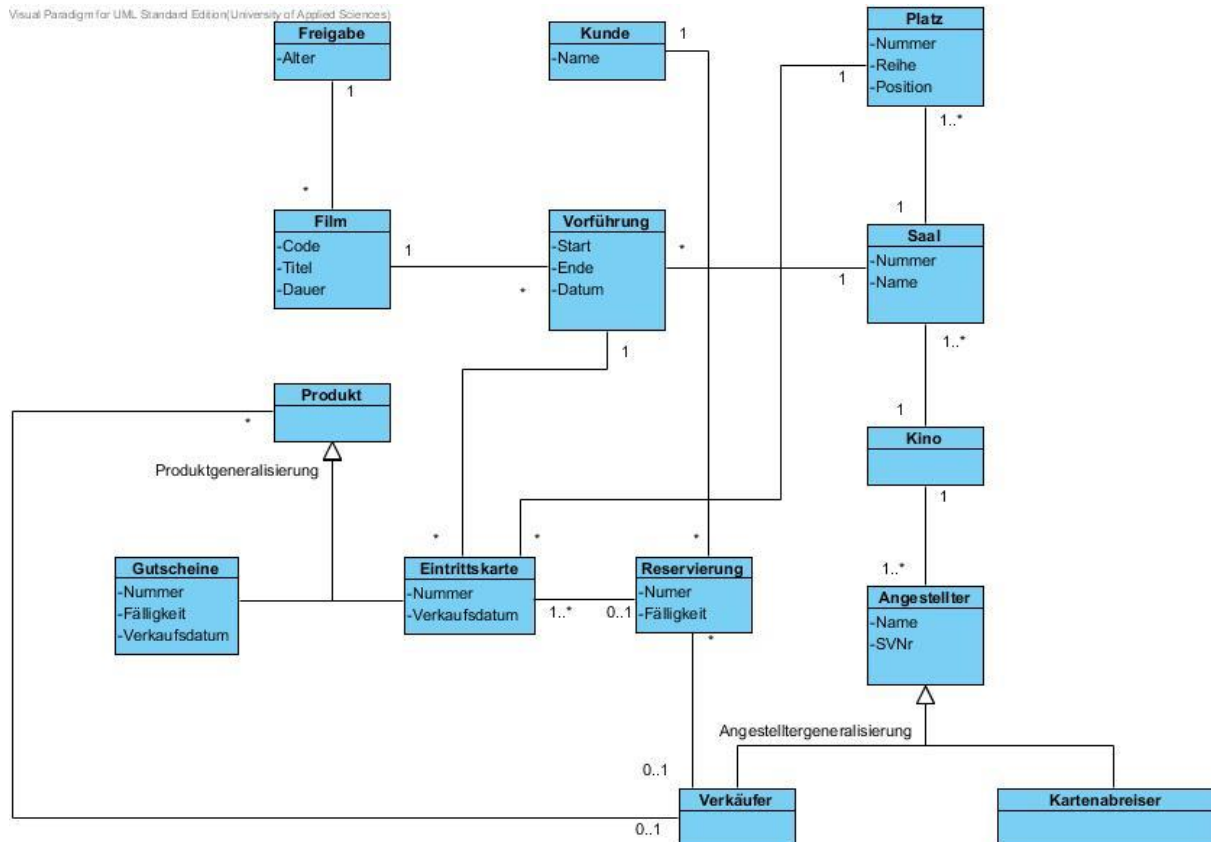 Visual Paradigm for UML Standard Edition(University of Applied Sciences)
Freigabe
-Alter
1
*
Kunde
-Name
1
Platz
-Nummer
-Reihe
-Position
1
1..*
1
Film
-Code
-Titel
-Dauer
1
*
Vorführung
-Start
-Ende
-Datum
*
1
1
Saal
-Nummer
-Name
1..*
1
Produkt
*
Produktgeneralisierung
Kino
1
*
*
*
Gutscheine
-Nummer
-Fälligkeit
-Verkaufsdatum
Eintrittskarte
-Nummer
-Verkaufsdatum
1..*
0..1
Reservierung
-Numer
-Fälligkeit
*
1..*
Angestellter
-Name
-SVNr
Angestelltergeneralisierung
0..1
0..1
Verkäufer
Kartenabreiser